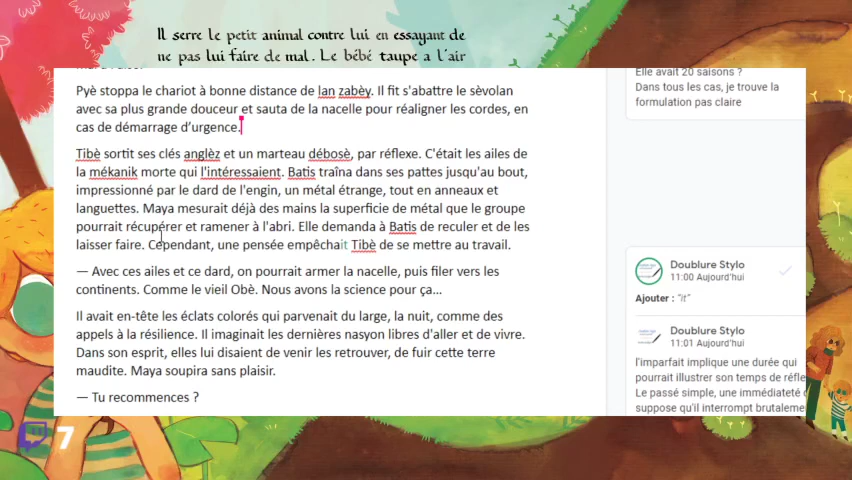 Il serre le petit animal contre lui en essayant de
ne pas lui faire de mal. Le bébé taupe a l'air
Pyè stoppa le chariot à bonne distance de lan zabèy. Il fit s'abattre le sèvolan
avec sa plus grande douceur et sauta de la nacelle pour réaligner les cordes, en
cas de démarrage d'urgence.
Tibè sortit ses clés anglèz et un marteau débosè, par réflexe. C'était les ailes de
la mékanik morte qui l'intéressaient. Batis traîna dans ses pattes jusqu'au bout,
impressionné par le dard de l'engin, un métal étrange, tout en anneaux et
languettes. Maya mesurait déjà des mains la superficie de métal que le groupe
pourrait récupérer et ramener à l'abri. Elle demanda à Batis de reculer et de les
laisser faire. Cependant, une pensée empêchait Tibè de se mettre au travail.
— Avec ces ailes et ce dard, on pourrait armer la nacelle, puis filer vers les
continents. Comme le vieil Obè. Nous avons la science pour ça...
Il avait en-tête les éclats colorés qui parvenait du large, la nuit, comme des
appels à la résilience. Il imaginait les dernières nasyon libres d'aller et de vivre.
Dans son esprit, elles lui disaient de venir les retrouver, de fuir cette terre
maudite. Maya soupira sans plaisir.
— Tu recommences ?
Elle avait 20 saisons ?
Dans tous les cas, je trouve la
formulation pas claire
Doublure Stylo
11:00 Aujourd'hui
Ajouter : "it"
Doublure Stylo
11:01 Aujourd'hui
l'imparfait implique une durée qui
pourrait illustrer son temps de réfle
Le passé simple, une immédiateté
suppose qu'il interrompt brutaleme
7